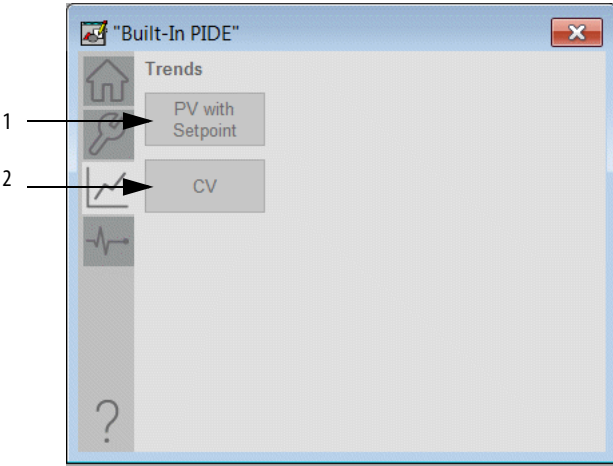 "Built-In PIDE"
Trends
1
PV with
Setpoint
2
CV
?